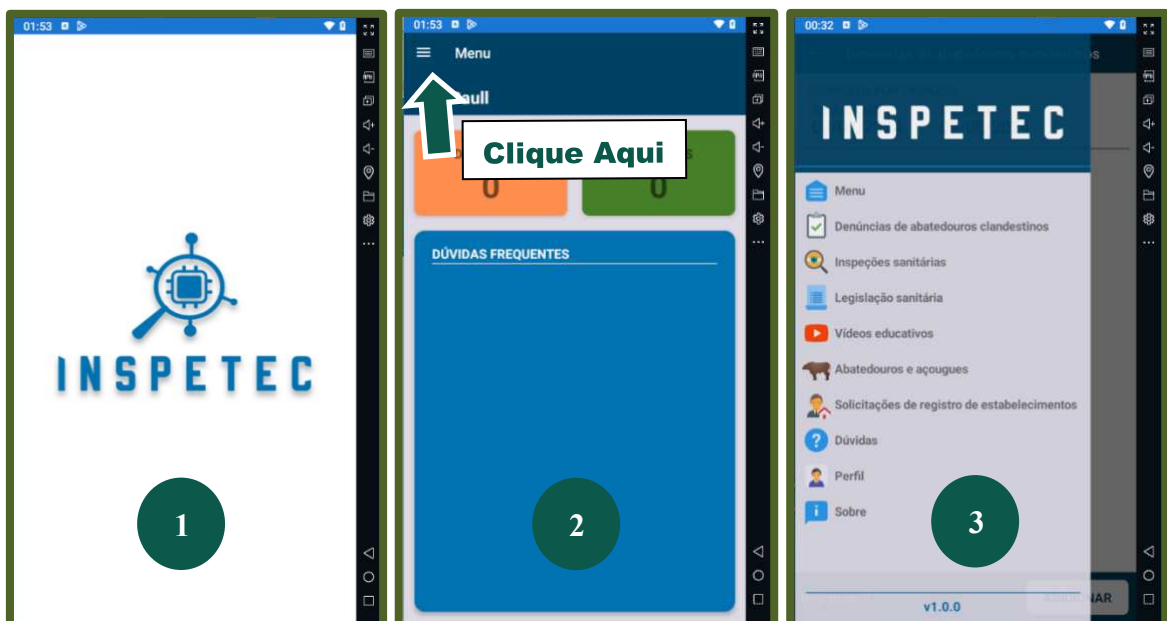 01:53
INSPETEC
1
01:53
Menu
aull
Clique Aqui
0
0
DÚVIDAS FREQUENTES
2
00:32
INSPETEC
Menu
Denúncias de abatedouros clandestinos
Inspeções sanitárias
Legislação sanitária
Vídeos educativos
Abatedouros e açougues
Solicitações de registro de estabelecimentos
Dúvidas
Perfil
Sobre
3
v1.0.0